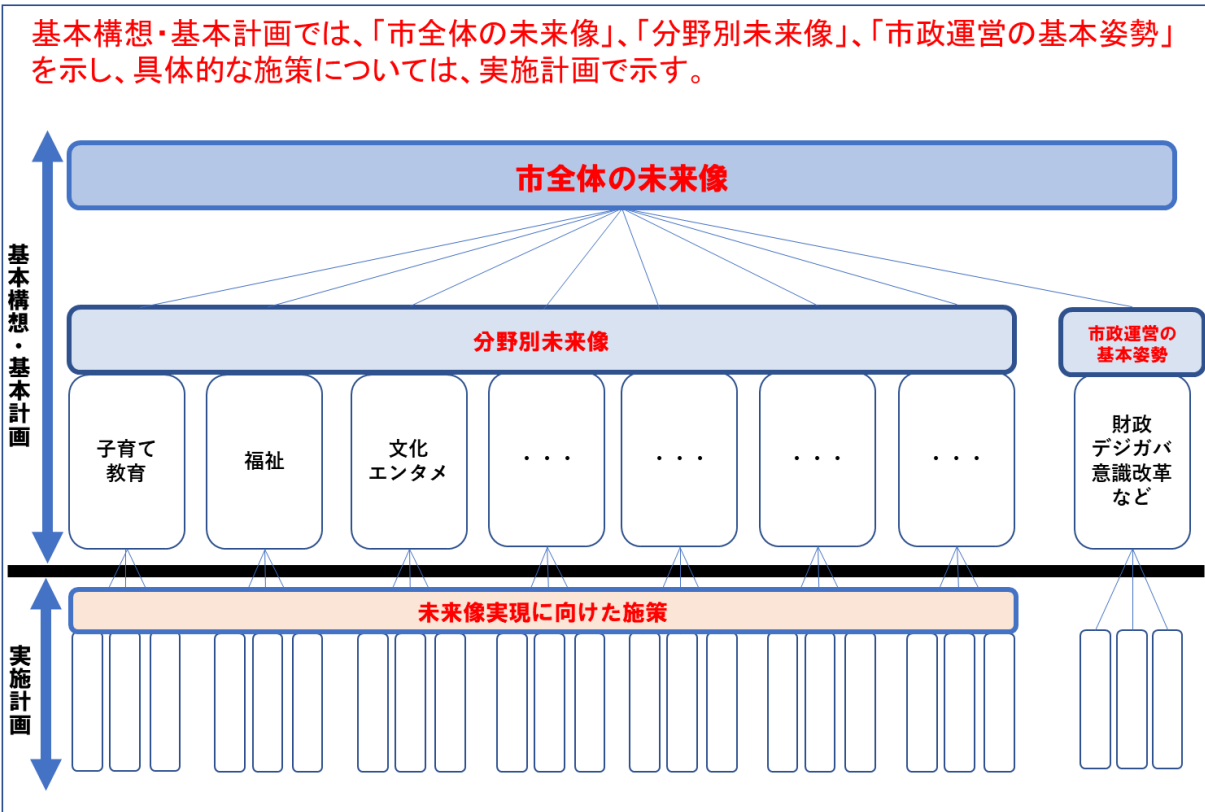 基本構想・基本計画では、「市全体の未来像」、「分野別未来像」、「市政運営の基本姿勢」
を示し、具体的な施策については、実施計画で示す。
市全体の未来像
基本構想・基本計画
分野別未来像
市政運営の
基本姿勢
子育て
教育
福祉
文化
エンタメ
・・・
・・・
・・・
・・・
財政
デジガバ
意識改革
など
未来像実現に向けた施策
実施計画